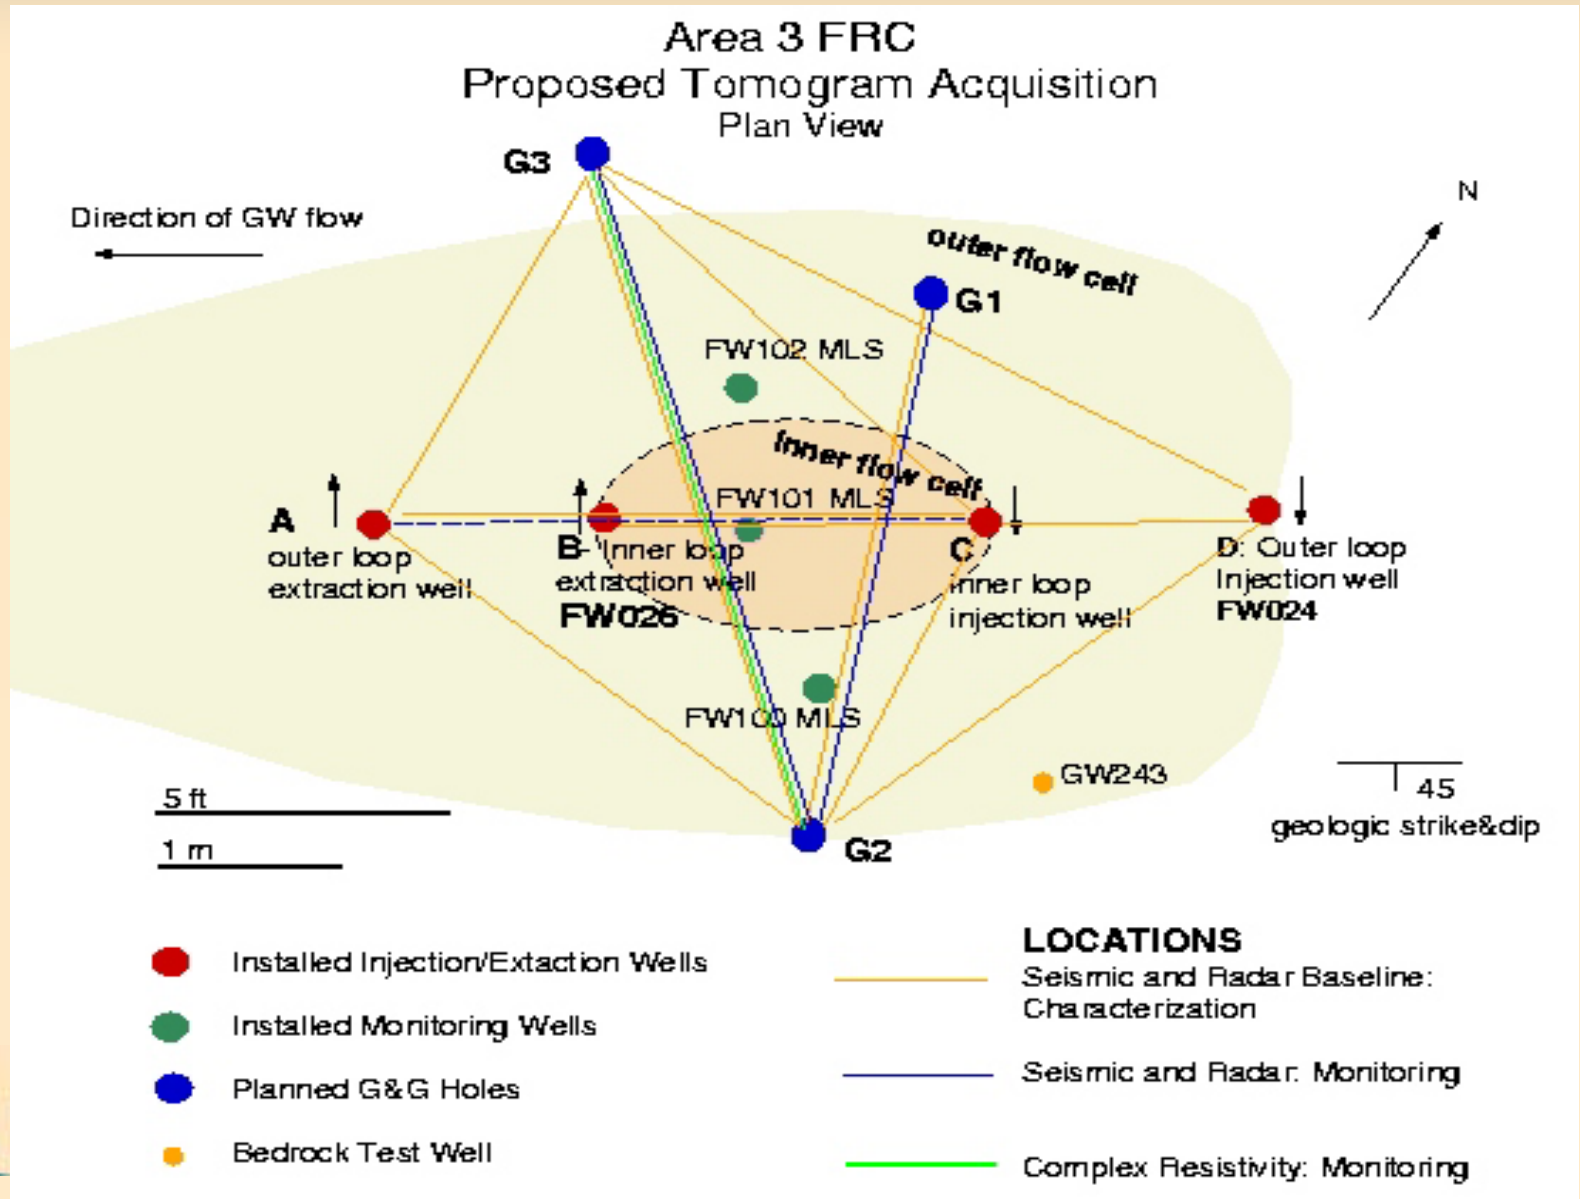 Area 3 FRC
Proposed Tomogram Acquisition
Plan View
G3
N
Direction of GW flow
outer flow cell
G1
FW102 MLS
inner flow cell
FW101 MLS
A
outer loop
extraction well
B- Inner loop
extraction well
FW026
C
inner loop
injection well
D: Outer loop
Injection well
FW024
FW100 MLS
GW243
5 ft
1 m
G2
45
geologic strike&dip
Installed Injection/Extaction Wells
Installed Monitoring Wells
Planned G&G Holes
Bedrock Test Well
LOCATIONS
Seismic and Radar Baseline:
Characterization
Seismic and Radar: Monitoring
Complex Resistivity: Monitoring